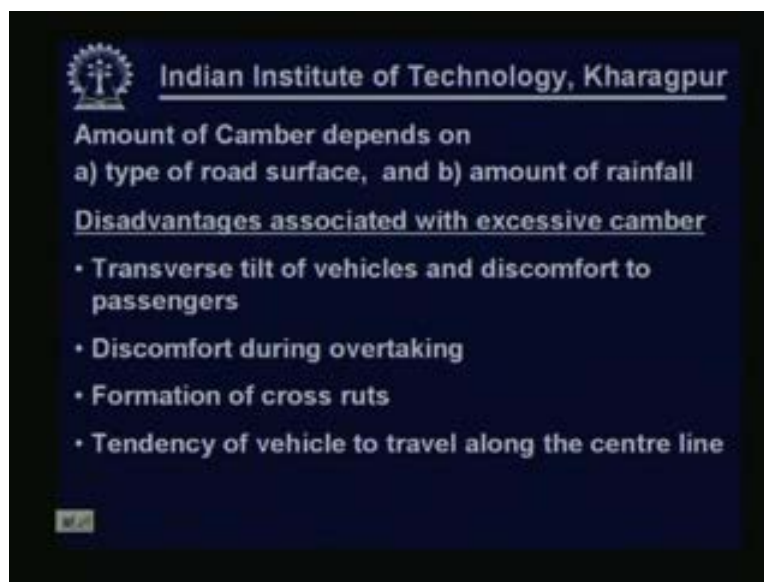 Indian Institute of Technology, Kharagpur
Amount of Camber depends on
a) type of road surface, and b) amount of rainfall
Disadvantages associated with excessive camber
• Transverse tilt of vehicles and discomfort to
passengers
• Discomfort during overtaking
• Formation of cross ruts
• Tendency of vehicle to travel along the centre line